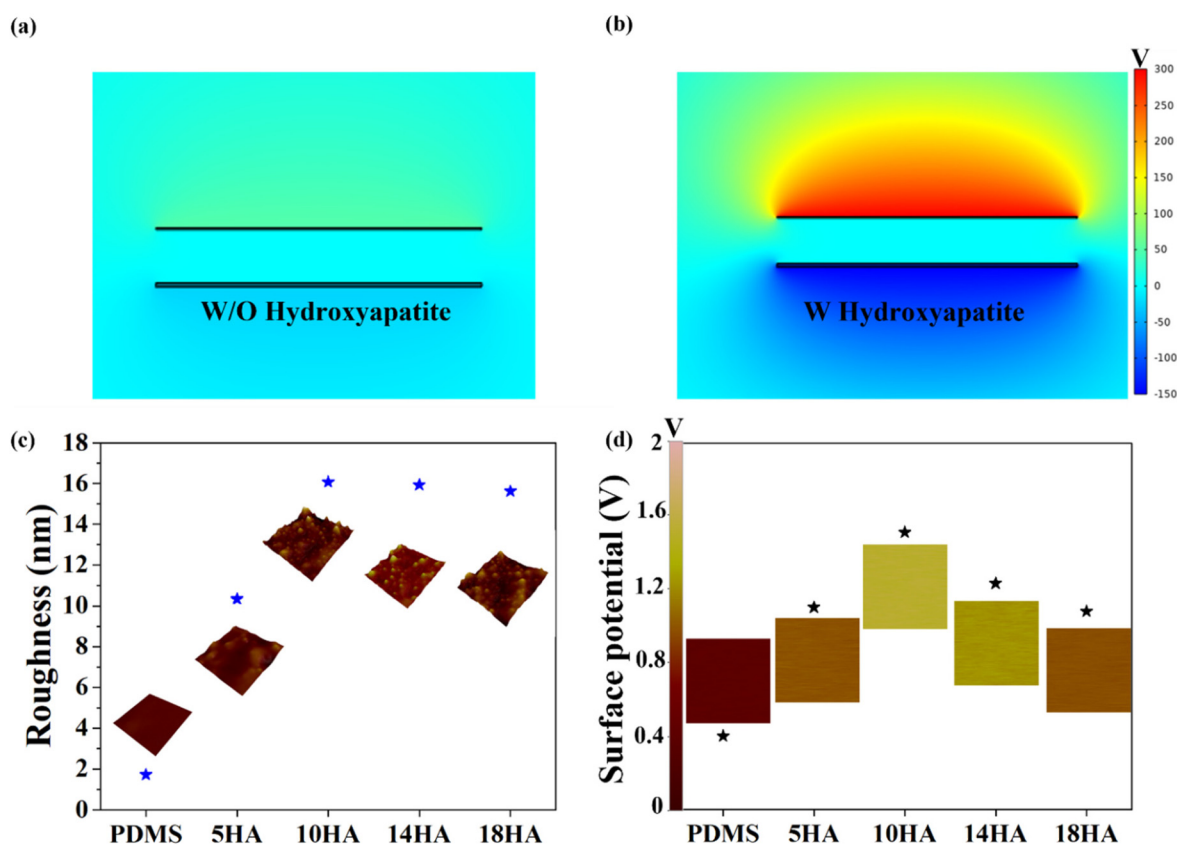 (a)
W/O Hydroxyapatite
(b)
V
300
250
200
150
100
50
0
-50
-100
-150
W Hydroxyapatite
(c)
Roughness (nm)
18
16
14
12
10
8
6
4
2
0
PDMS 5HA 10HA 14HA 18HA
(d)
V
Surface potential (V)
2
1.6
1.2
0.8
0.4
0
PDMS 5HA 10HA 14HA 18HA